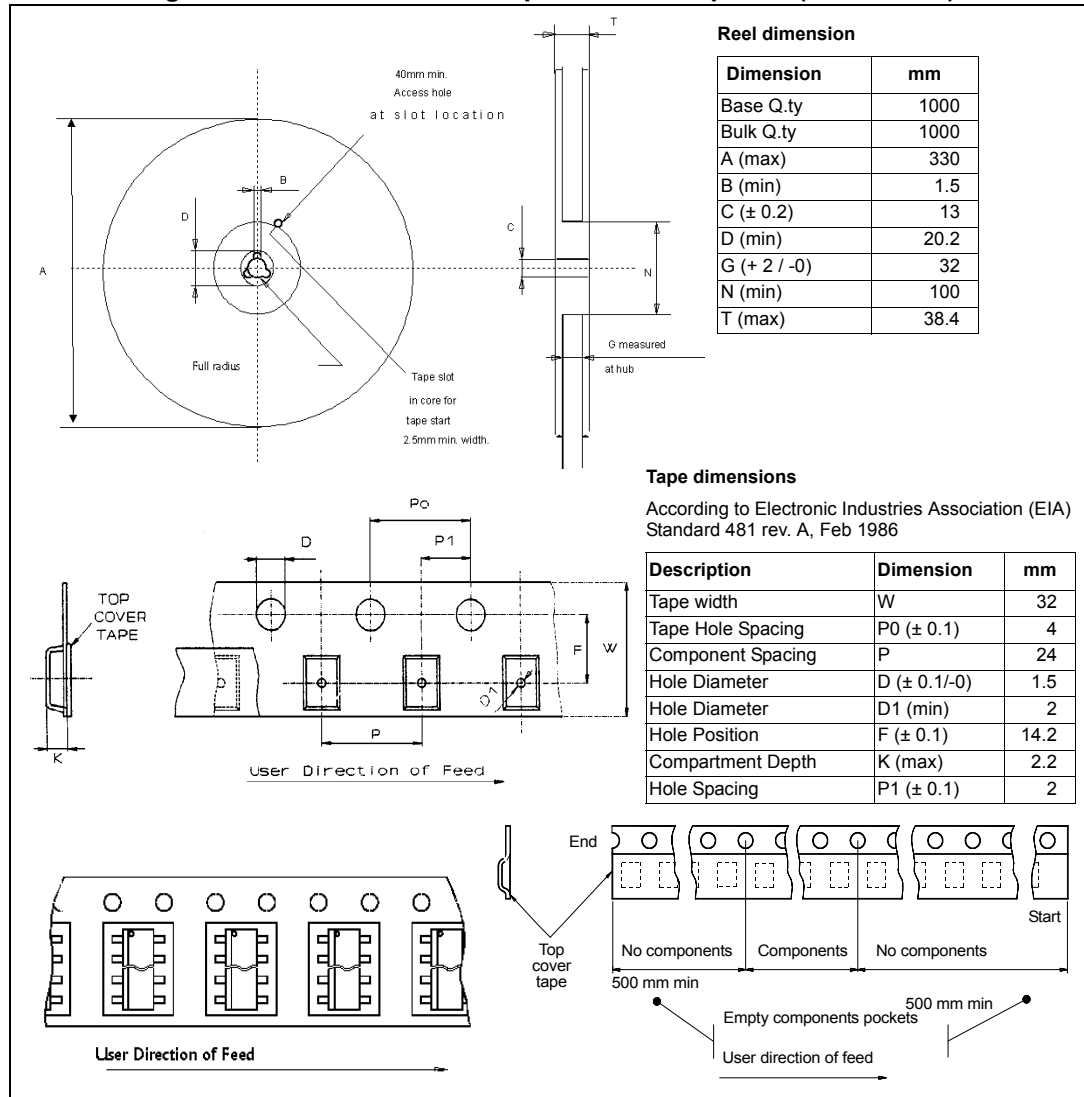 T
40mm min.
Access hole
at slot location
B
D
C
A
N
G measured
at hub
Full radius
Tape slot
in core for
tape start
2.5mm min. width.
Reel dimension
Dimension mm
Base Q.ty 1000
Bulk Q.ty 1000
A (max) 330
B (min) 1.5
C (± 0.2) 13
D (min) 20.2
G (+ 2 / -0) 32
N (min) 100
T (max) 38.4
Tape dimensions
According to Electronic Industries Association (EIA)
Standard 481 rev. A, Feb 1986
Description Dimension mm
Tape width W 32
Tape Hole Spacing P0 (± 0.1) 4
Component Spacing P 24
Hole Diameter D (± 0.1/-0) 1.5
Hole Diameter D1 (min) 2
Hole Position F (± 0.1) 14.2
Compartment Depth K (max) 2.2
Hole Spacing P1 (± 0.1) 2
Po
D
P1
TOP
COVER
TAPE
F
W
D1
K
P
User Direction of Feed
End
Start
Top
cover
tape
No components
Components
No components
500 mm min
500 mm min
Empty components pockets
User direction of feed
User Direction of Feed